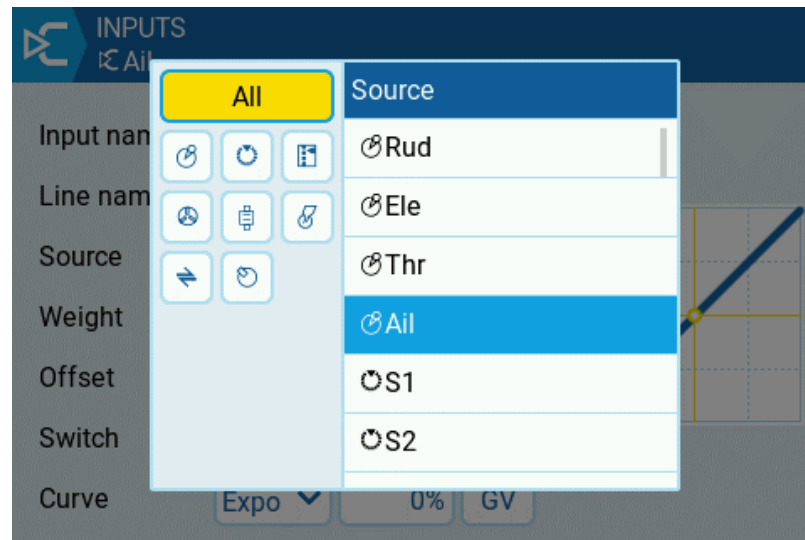 INPUTS
Ail
All
Source
Rud
Ele
Thr
Ail
S1
S2
Input nam
Line nam
Source
Weight
Offset
Switch
Curve
Expo
0%
GV